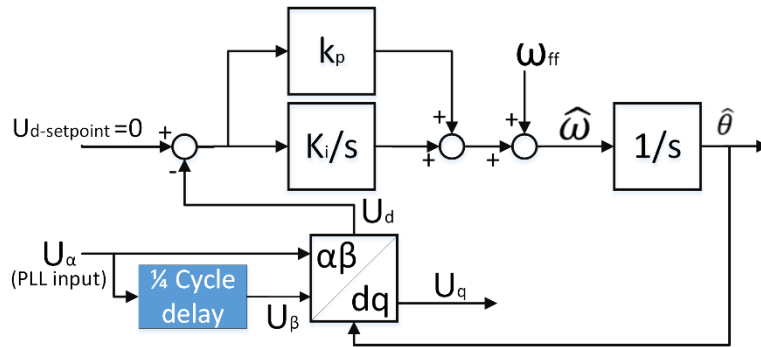 kp
ωff
Ud-setpoint =0
+
-
Ki/s
+
+
+
+
ω̂
1/s
θ̂
Ud
Uα
(PLL input)
¼ Cycle
delay
Uβ
αβ
dq
Uq